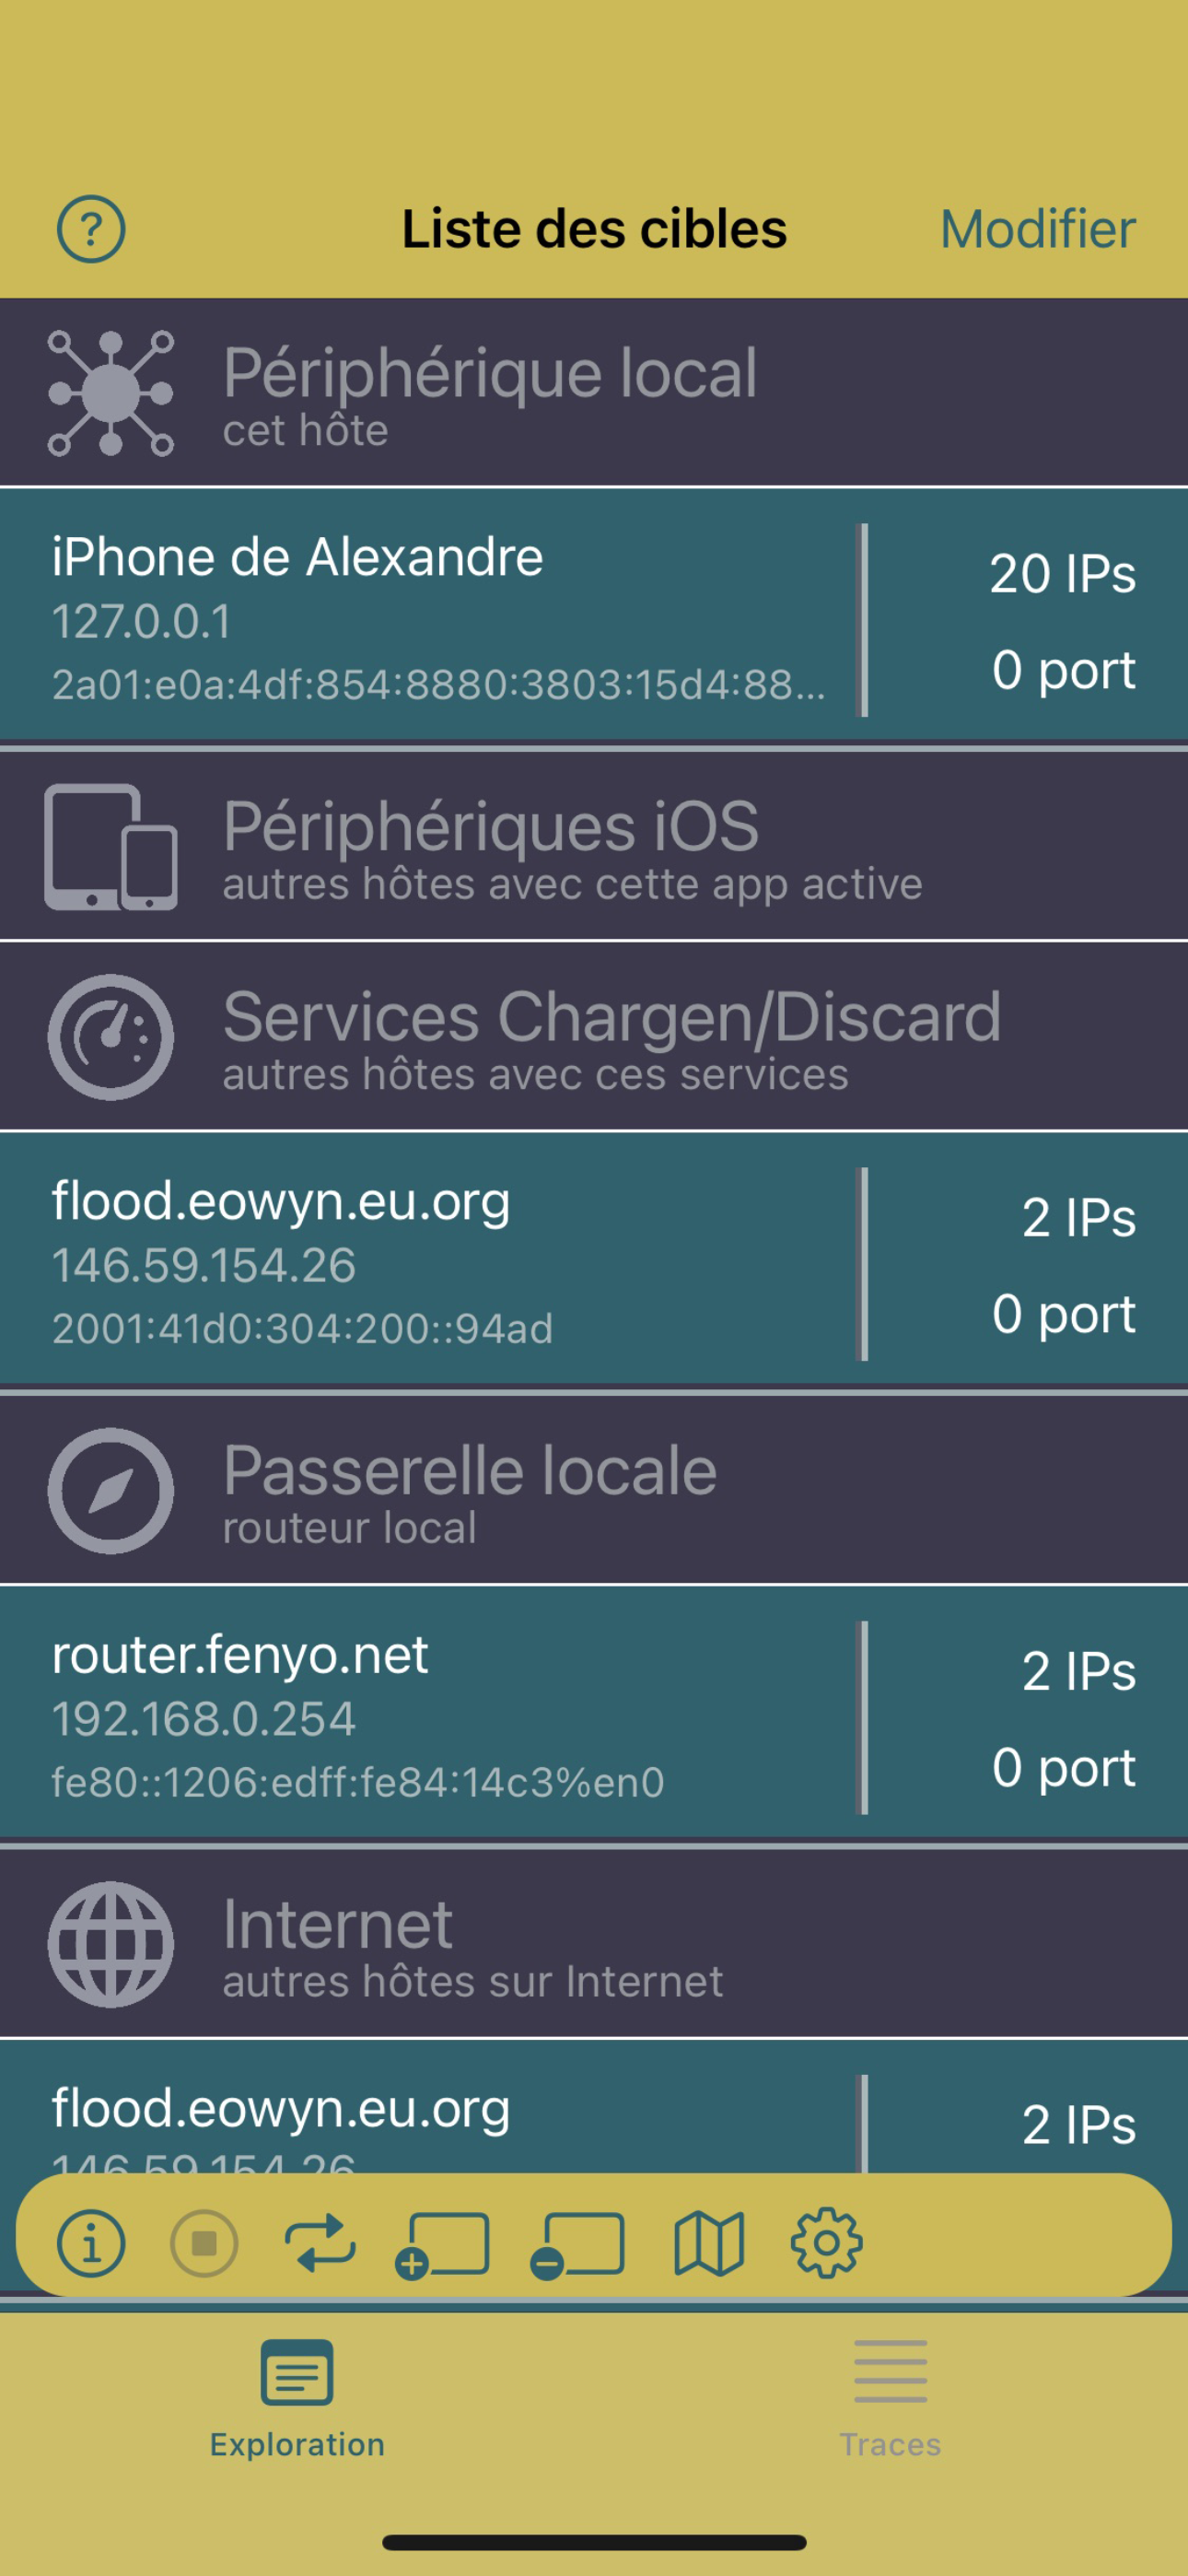 Liste des cibles
Modifier
Périphérique local
cet hôte
iPhone de Alexandre
20 IPs
127.0.0.1
0 port
2a01:e0a:4df:854:8880:3803:15d4:88...
Périphériques iOS
autres hôtes avec cette app active
Services Chargen/Discard
autres hôtes avec ces services
flood.eowyn.eu.org
2 IPs
146.59.154.26
0 port
2001:41d0:304:200::94ad
Passerelle locale
routeur local
router.fenyo.net
2 IPs
192.168.0.254
0 port
fe80::1206:edff:fe84:14c3%en0
Internet
autres hôtes sur Internet
flood.eowyn.eu.org
2 IPs
146.59.154.26
Exploration
Traces